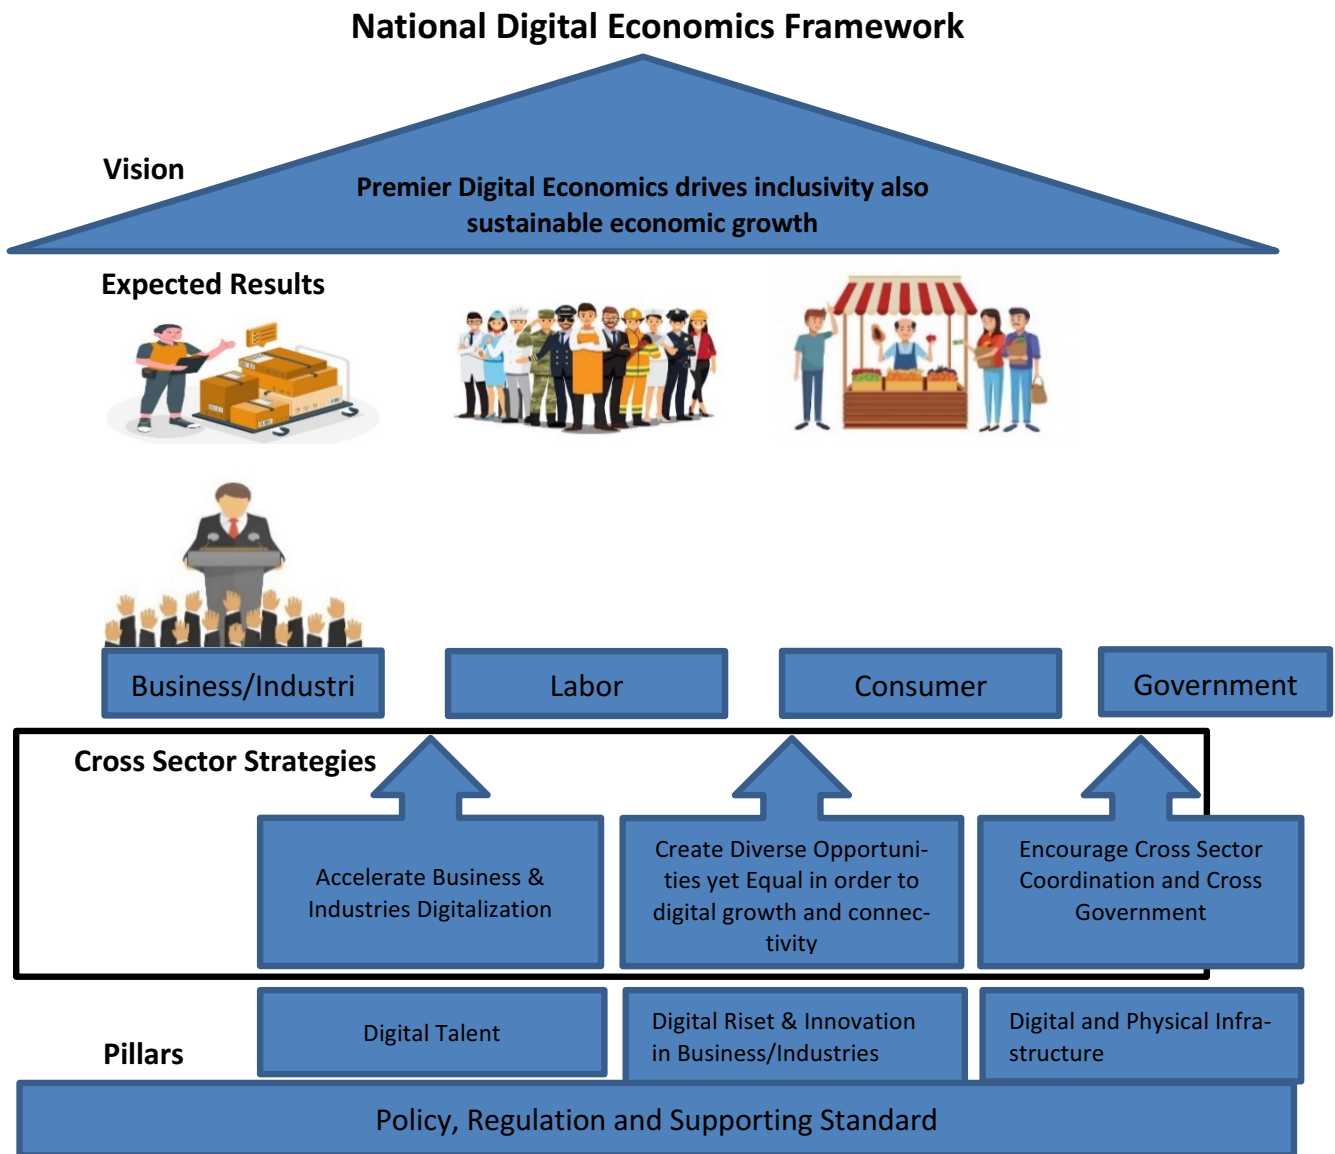 National Digital Economics Framework
Vision
Premier Digital Economics drives inclusivity also
sustainable economic growth
Expected Results
Business/Industri
Labor
Consumer
Government
Cross Sector Strategies
Accelerate Business &
Industries Digitalization
Create Diverse Opportuni-
ties yet Equal in order to
digital growth and connec-
tivity
Encourage Cross Sector
Coordination and Cross
Government
Pillars
Digital Talent
Digital Riset & Innovation
in Business/Industries
Digital and Physical Infra-
structure
Policy, Regulation and Supporting Standard